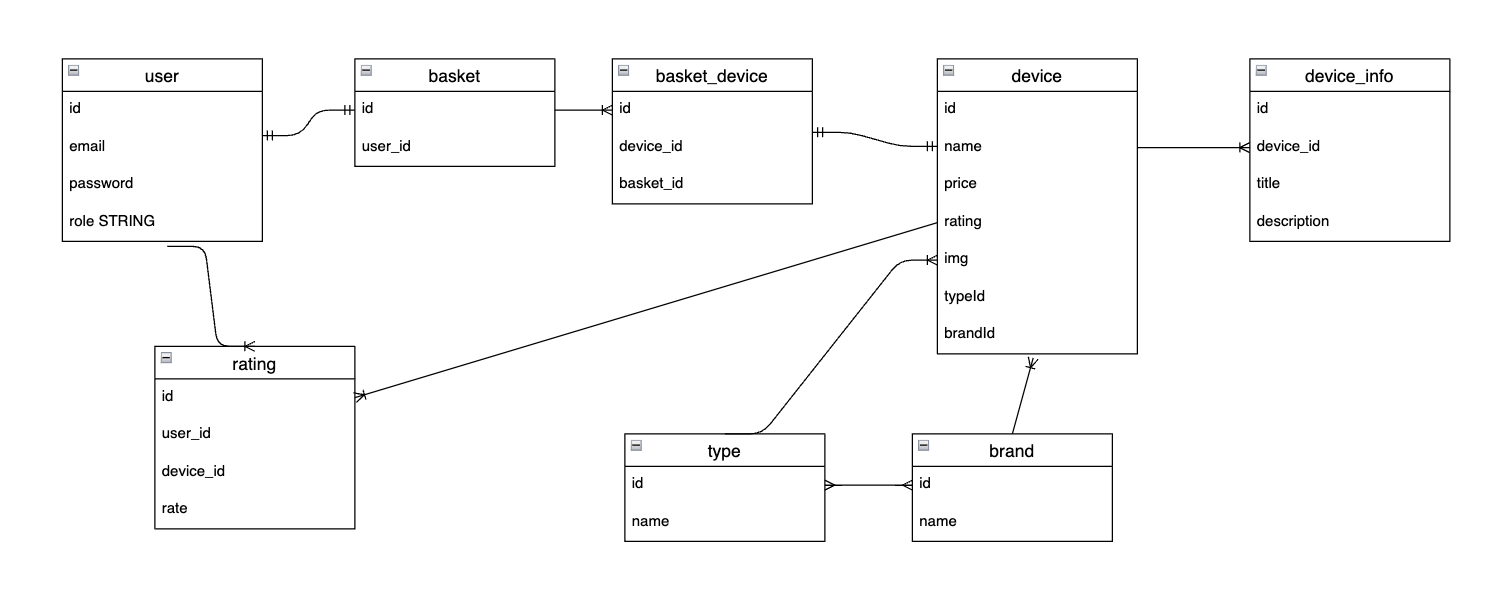 user
id
email
password
role STRING
basket
id
user_id
basket_device
id
device_id
basket_id
device
id
name
price
rating
img
typeId
brandId
device_info
id
device_id
title
description
rating
id
user_id
device_id
rate
type
id
name
brand
id
name